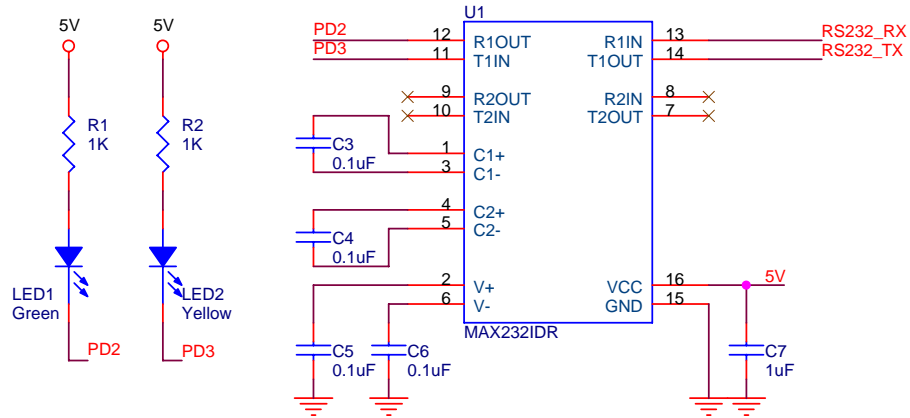 5V
R1
1K
LED1
Green
PD2
5V
R2
1K
LED2
Yellow
PD3
U1
PD2 12 R1OUT R1IN 13 RS232_RX
PD3 11 T1IN T1OUT 14 RS232_TX
9 R2OUT R2IN 8
10 T2IN T2OUT 7
C3
0.1uF
1 C1+
3 C1-
C4
0.1uF
4 C2+
5 C2-
2 V+ VCC 16 5V
6 V- GND 15
MAX232IDR
C5
0.1uF
C6
0.1uF
C7
1uF